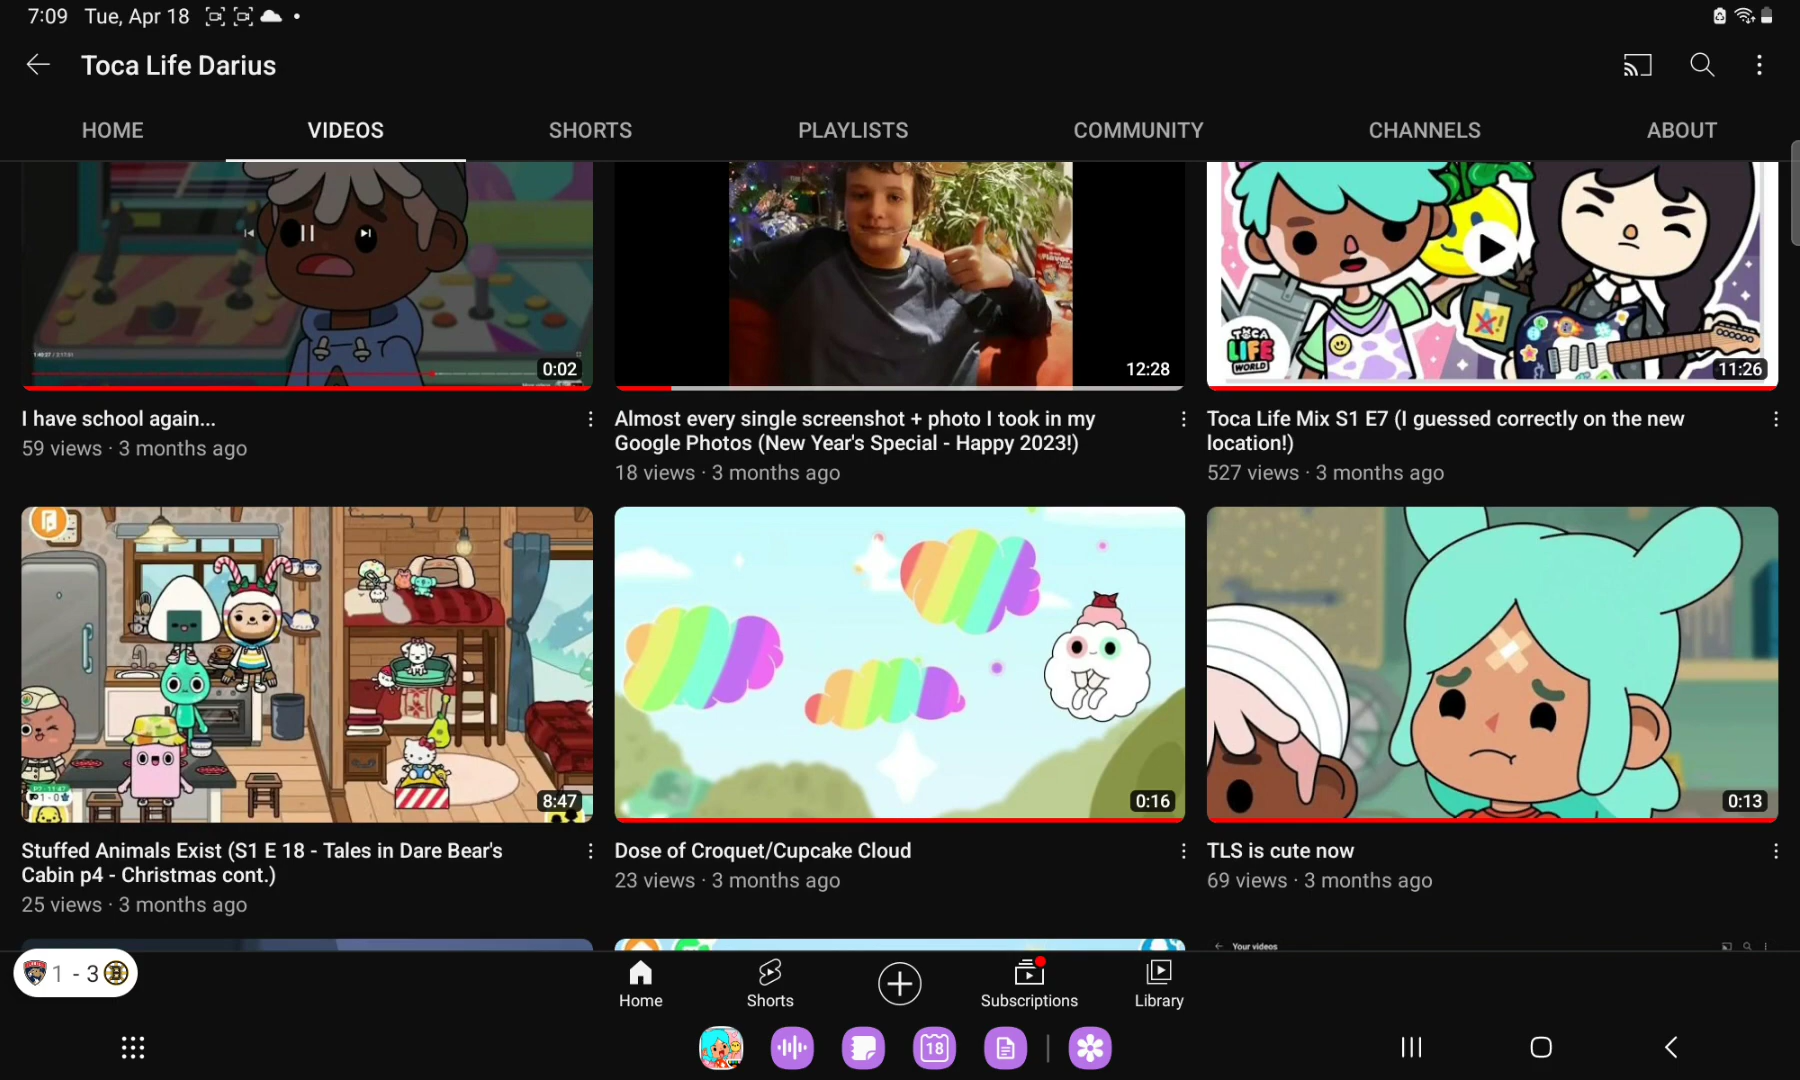 7:09 Tue, Apr 18
Toca Life Darius
HOME VIDEOS SHORTS PLAYLISTS COMMUNITY CHANNELS ABOUT
0:02
12:28
TOCA
LIFE
WORLD
11:26
I have school again...
59 views · 3 months ago
Almost every single screenshot + photo I took in my
Google Photos (New Year's Special - Happy 2023!)
18 views · 3 months ago
Toca Life Mix S1 E7 (I guessed correctly on the new
location!)
527 views · 3 months ago
8:47
0:16
0:13
Stuffed Animals Exist (S1 E 18 - Tales in Dare Bear's
Cabin p4 - Christmas cont.)
25 views · 3 months ago
Dose of Croquet/Cupcake Cloud
23 views · 3 months ago
TLS is cute now
69 views · 3 months ago
Your videos
1 - 3
Home Shorts Subscriptions Library
18